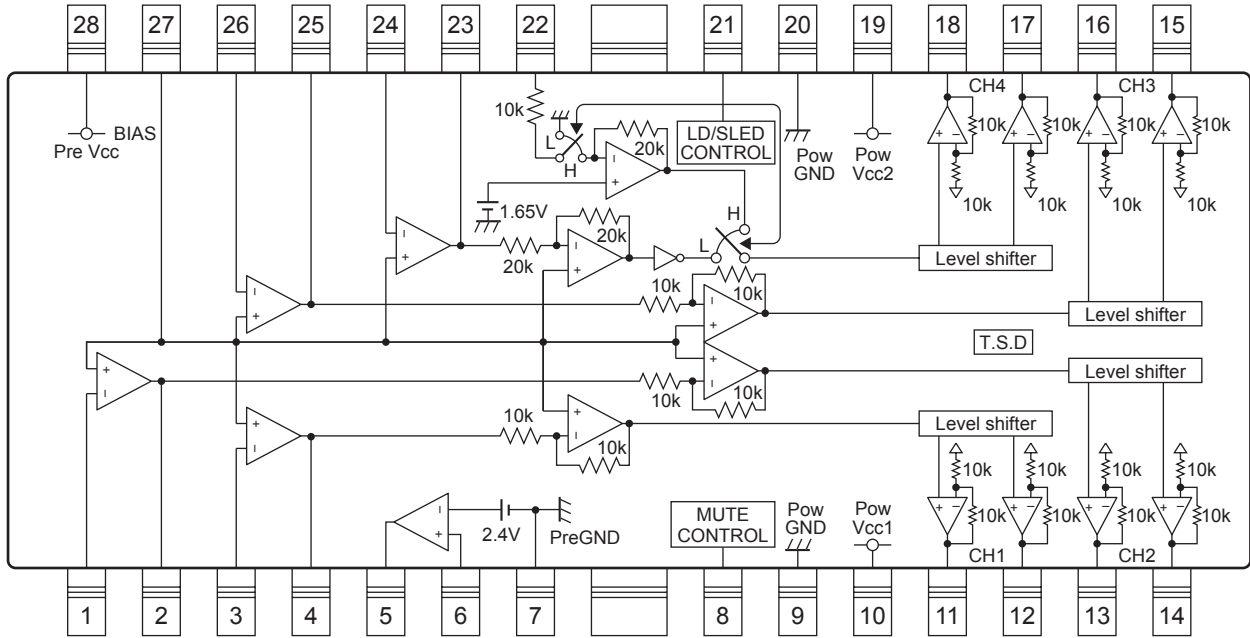 28 27 26 25 24 23 22 21 20 19 18 17 16 15
BIAS
Pre Vcc
10k
L
H
20k
LD/SLED
CONTROL
Pow
GND
Pow
Vcc2
CH4
CH3
10k 10k 10k 10k
10k 10k 10k 10k
1.65V
20k
20k
H
L
Level shifter
10k
10k
Level shifter
T.S.D
10k
10k
Level shifter
10k
10k
Level shifter
10k 10k 10k 10k
10k 10k 10k 10k
2.4V
PreGND
MUTE
CONTROL
Pow
GND
Pow
Vcc1
CH1
CH2
1 2 3 4 5 6 7 8 9 10 11 12 13 14